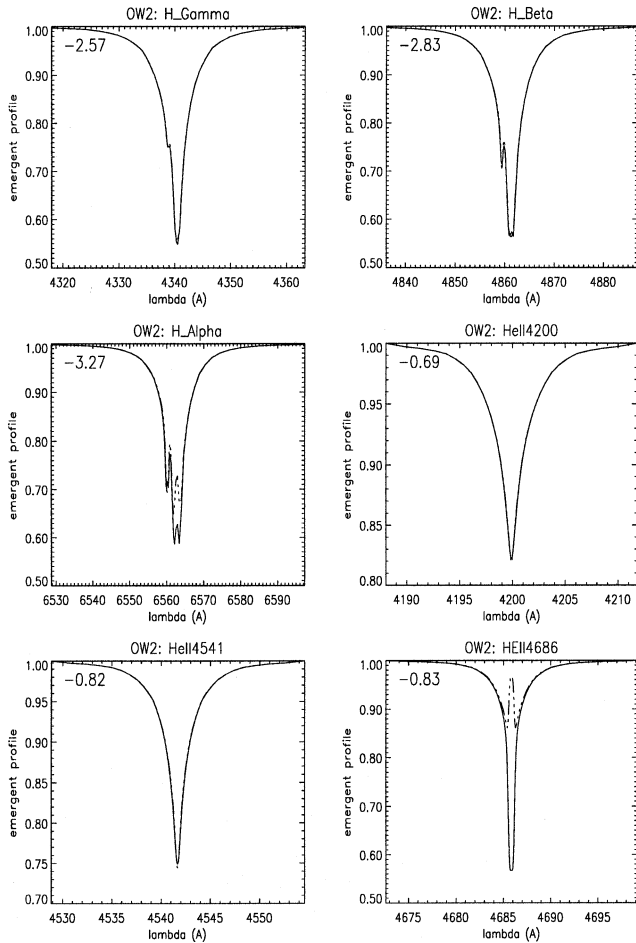 OW2: H_Gamma
-2.57
1.00
0.90
0.80
0.70
0.60
0.50
emergent profile
4320 4330 4340 4350 4360
lambda (A)
OW2: H_Beta
-2.83
1.00
0.90
0.80
0.70
0.60
0.50
emergent profile
4840 4850 4860 4870 4880
lambda (A)
OW2: H_Alpha
-3.27
1.00
0.90
0.80
0.70
0.60
0.50
emergent profile
6530 6540 6550 6560 6570 6580 6590
lambda (A)
OW2: HeII4200
-0.69
1.00
0.95
0.90
0.85
0.80
emergent profile
4190 4195 4200 4205 4210
lambda (A)
OW2: HeII4541
-0.82
1.00
0.95
0.90
0.85
0.80
0.75
0.70
emergent profile
4530 4535 4540 4545 4550
lambda (A)
OW2: HEII4686
-0.83
1.00
0.90
0.80
0.70
0.60
0.50
emergent profile
4675 4680 4685 4690 4695
lambda (A)